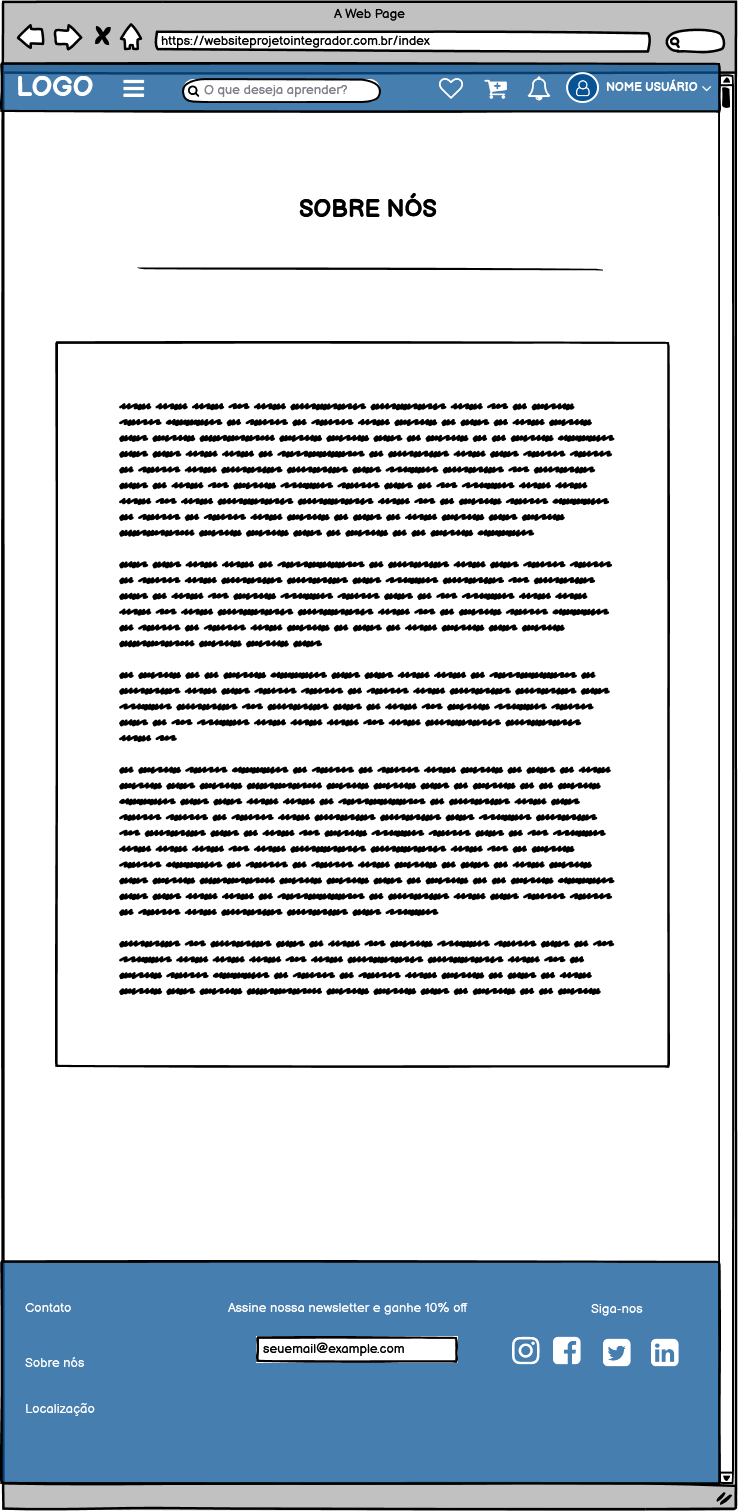 A Web Page
https://websiteprojetointegrador.com.br/index
LOGO
O que deseja aprender?
NOME USUÁRIO
SOBRE NÓS
Contato
Assine nossa newsletter e ganhe 10% off
Siga-nos
seuemail@example.com
Sobre nós
Localização